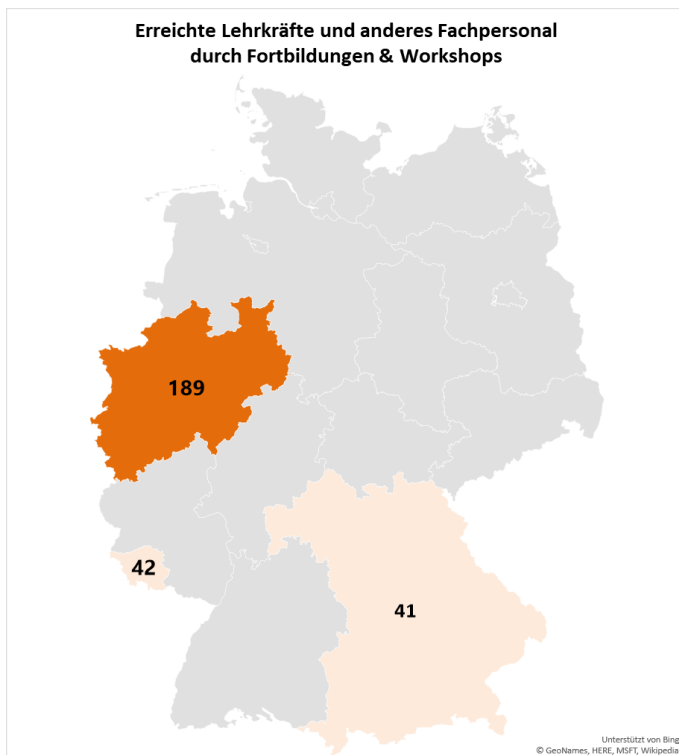 Erreichte Lehrkräfte und anderes Fachpersonal
durch Fortbildungen & Workshops
189
42
41
Unterstützt von Bing
© GeoNames, HERE, MSFT, Wikipedia